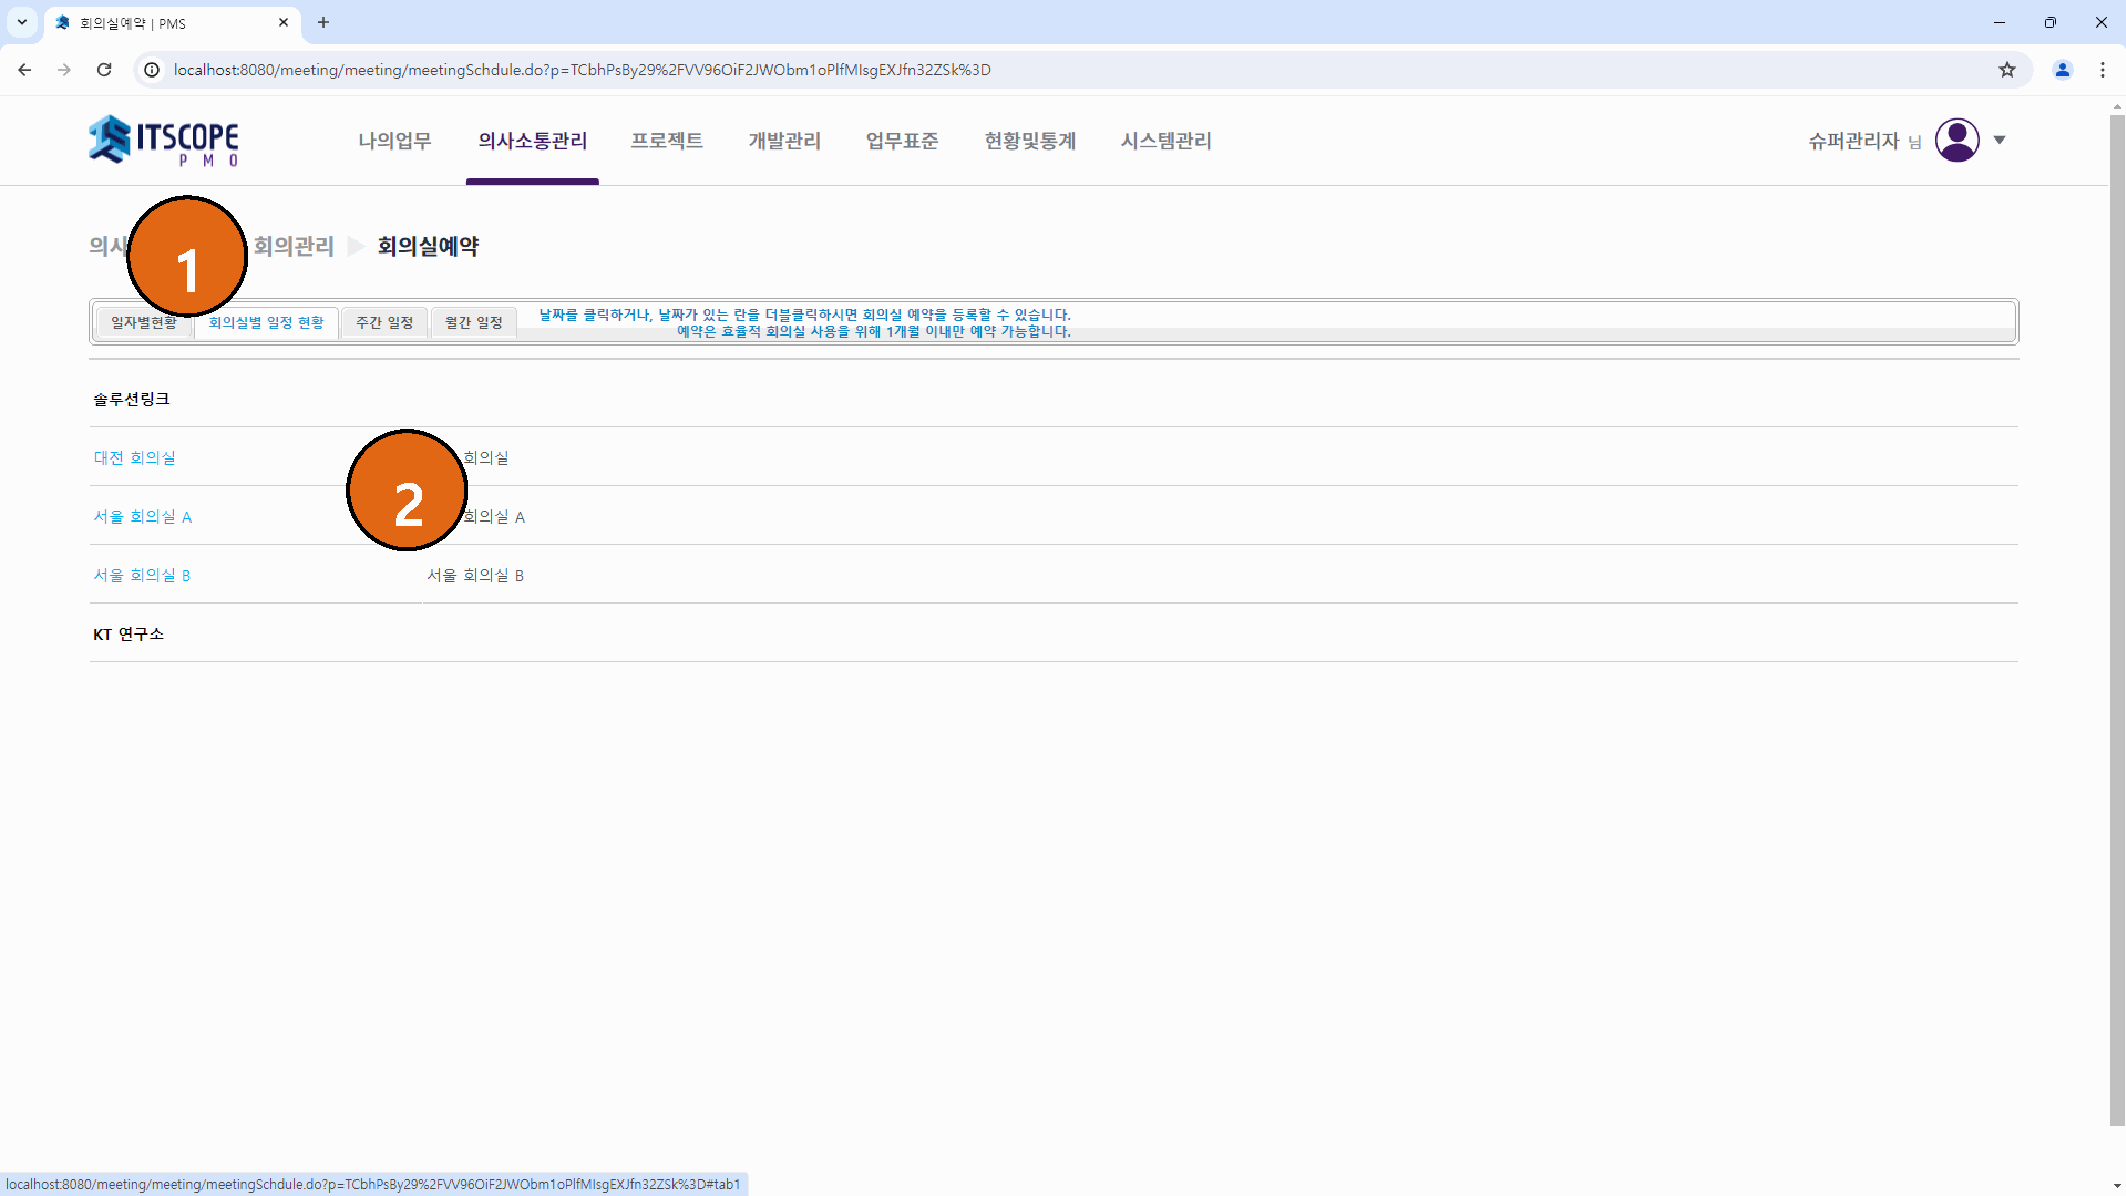 회의실예약 | PMS
localhost:8080/meeting/meeting/meetingSchdule.do?p=TCbhPsBy29%2FVV96OiF2JWObm1oPlfMIsgEXJfn32ZSk%3D
ITSCOPE
PMO
나의업무 의사소통관리 프로젝트 개발관리 업무표준 현황및통계 시스템관리 슈퍼관리자 님
의사 회의관리 회의실예약
1
일자별현황 회의실별 일정 현황 주간 일정 월간 일정
날짜를 클릭하거나, 날짜가 있는 란을 더블클릭하시면 회의실 예약을 등록할 수 있습니다.
예약은 효율적 회의실 사용을 위해 1개월 이내만 예약 가능합니다.
솔루션링크
대전 회의실 회의실
2
서울 회의실 A 회의실 A
서울 회의실 B 서울 회의실 B
KT 연구소
localhost:8080/meeting/meeting/meetingSchdule.do?p=TCbhPsBy29%2FVV96OiF2JWObm1oPlfMIsgEXJfn32ZSk%3D#tab1